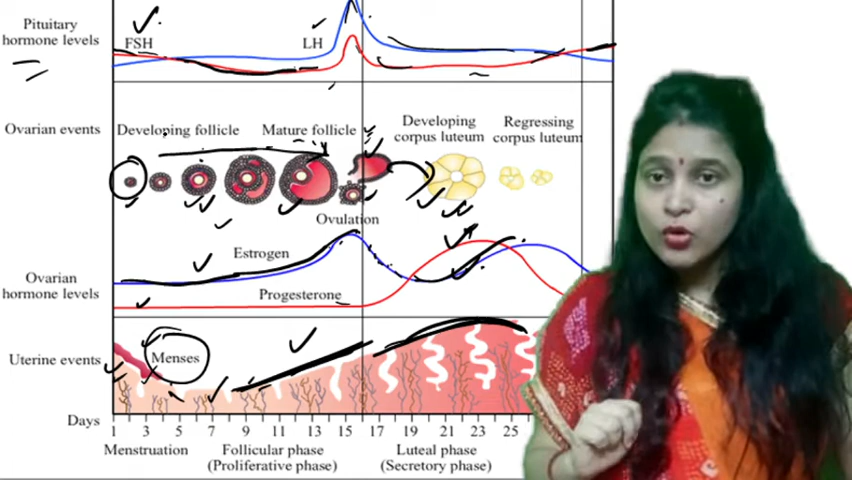 Pituitary
hormone levels
FSH
LH
Ovarian events
Developing follicle
Mature follicle
Developing
corpus luteum
Regressing
corpus luteum
Ovulation
Estrogen
Ovarian
hormone levels
Progesterone
Uterine events
Menses
Days
1 3 5 7 9 11 13 15 17 19 21 23 25
Menstruation
Follicular phase
(Proliferative phase)
Luteal phase
(Secretory phase)